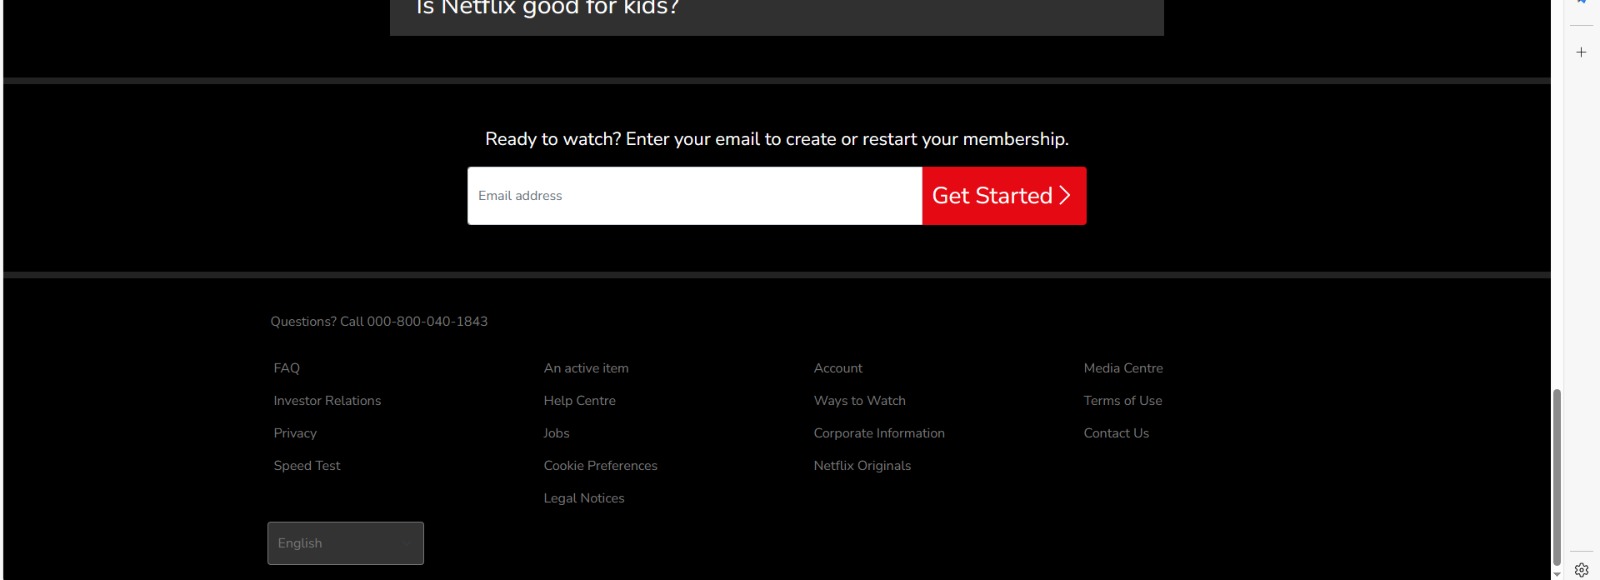 Is Netflix good for kids?
Ready to watch? Enter your email to create or restart your membership.
Email address
Get Started
Questions? Call 000-800-040-1843
FAQ
Investor Relations
Privacy
Speed Test
An active item
Help Centre
Jobs
Cookie Preferences
Legal Notices
Account
Ways to Watch
Corporate Information
Netflix Originals
Media Centre
Terms of Use
Contact Us
English